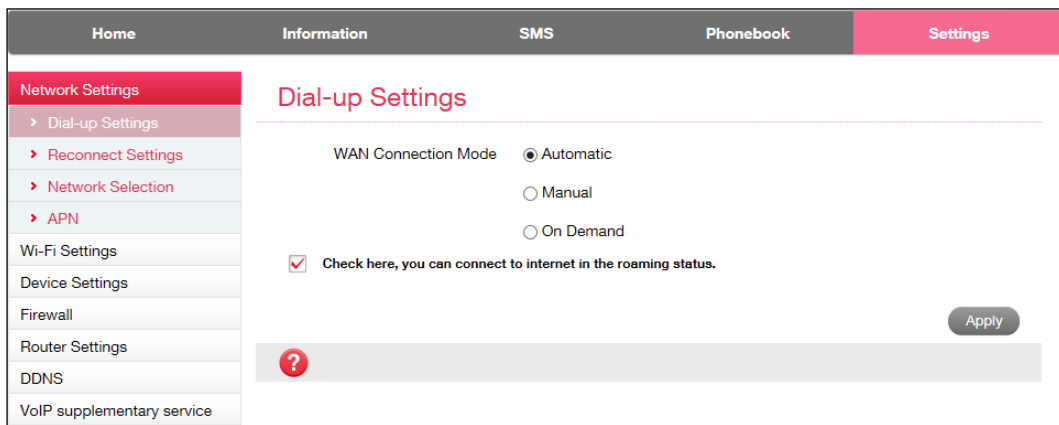 Home Information SMS Phonebook Settings
Network Settings
Dial-up Settings
Reconnect Settings
Network Selection
APN
Wi-Fi Settings
Device Settings
Firewall
Router Settings
DDNS
VoIP supplementary service
Dial-up Settings
WAN Connection Mode Automatic
Manual
On Demand
Check here, you can connect to internet in the roaming status.
Apply
?